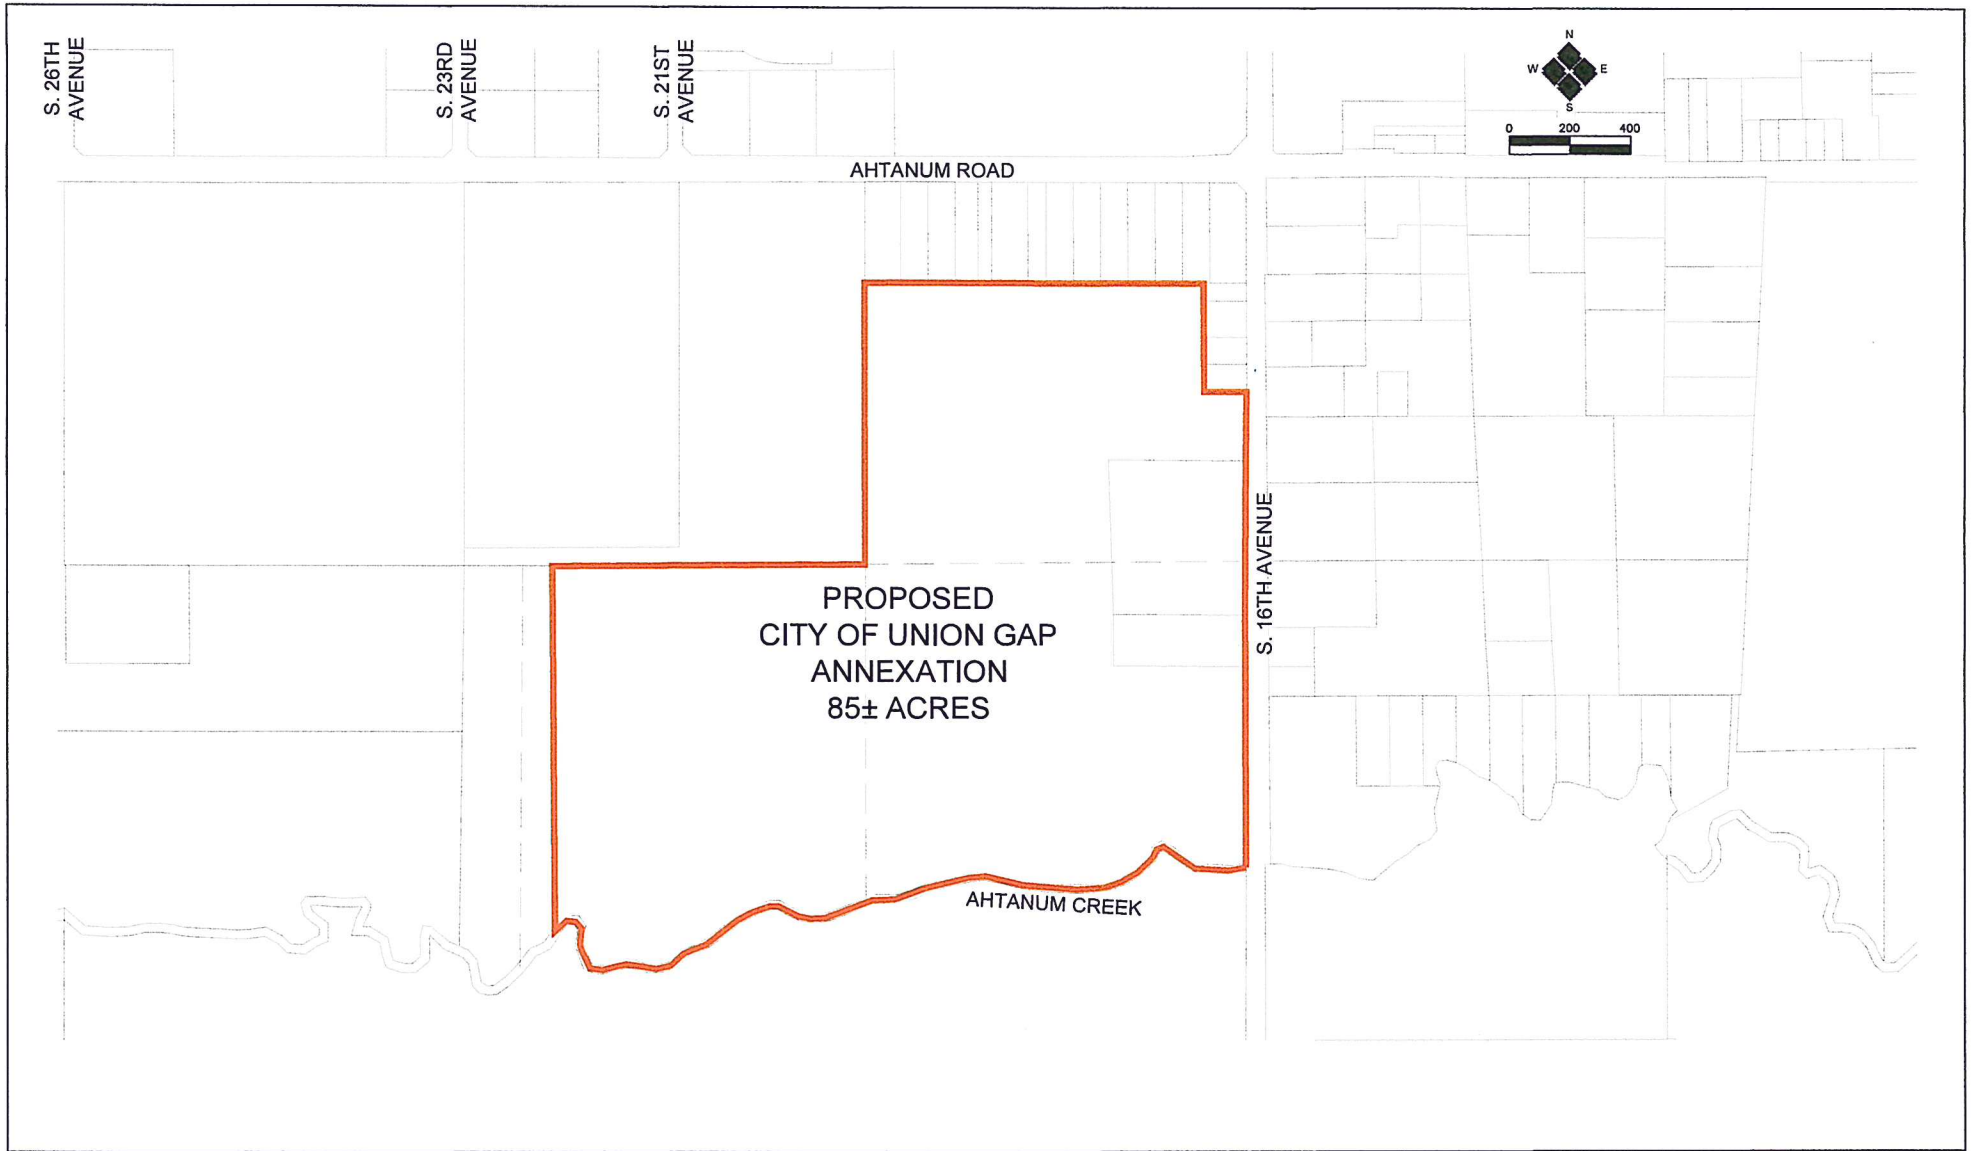 S. 26TH
AVENUE
S. 23RD
AVENUE
S. 21ST
AVENUE
N
W E
S
0 200 400
AHTANUM ROAD
S. 16TH AVENUE
PROPOSED
CITY OF UNION GAP
ANNEXATION
85± ACRES
AHTANUM CREEK